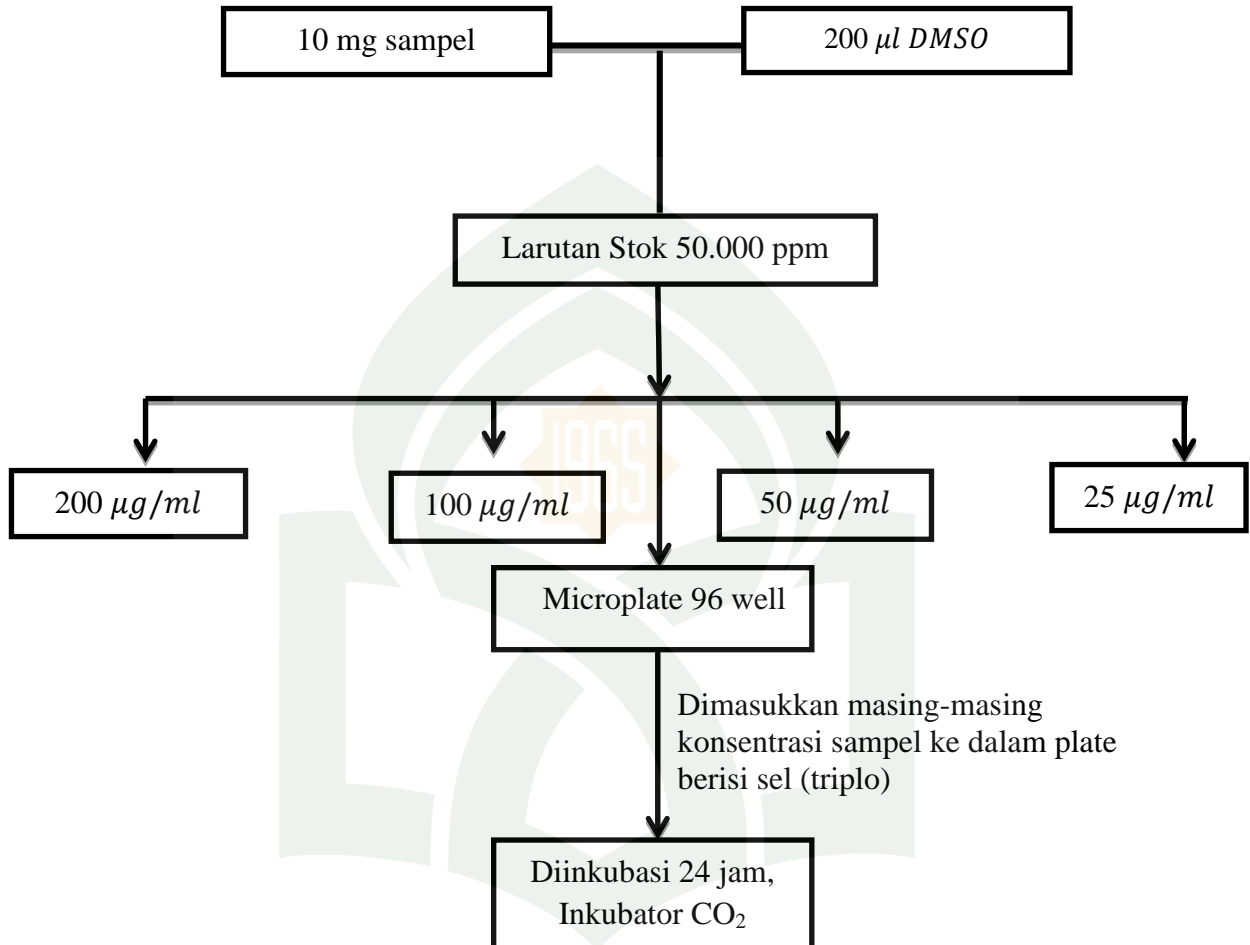 10 mg sampel
200 μl DMSO
Larutan Stok 50.000 ppm
200 μg/ml
100 μg/ml
50 μg/ml
25 μg/ml
1965
Microplate 96 well
Dimasukkan masing-masing
konsentrasi sampel ke dalam plate
berisi sel (triplo)
Diinkubasi 24 jam,
Inkubator CO₂